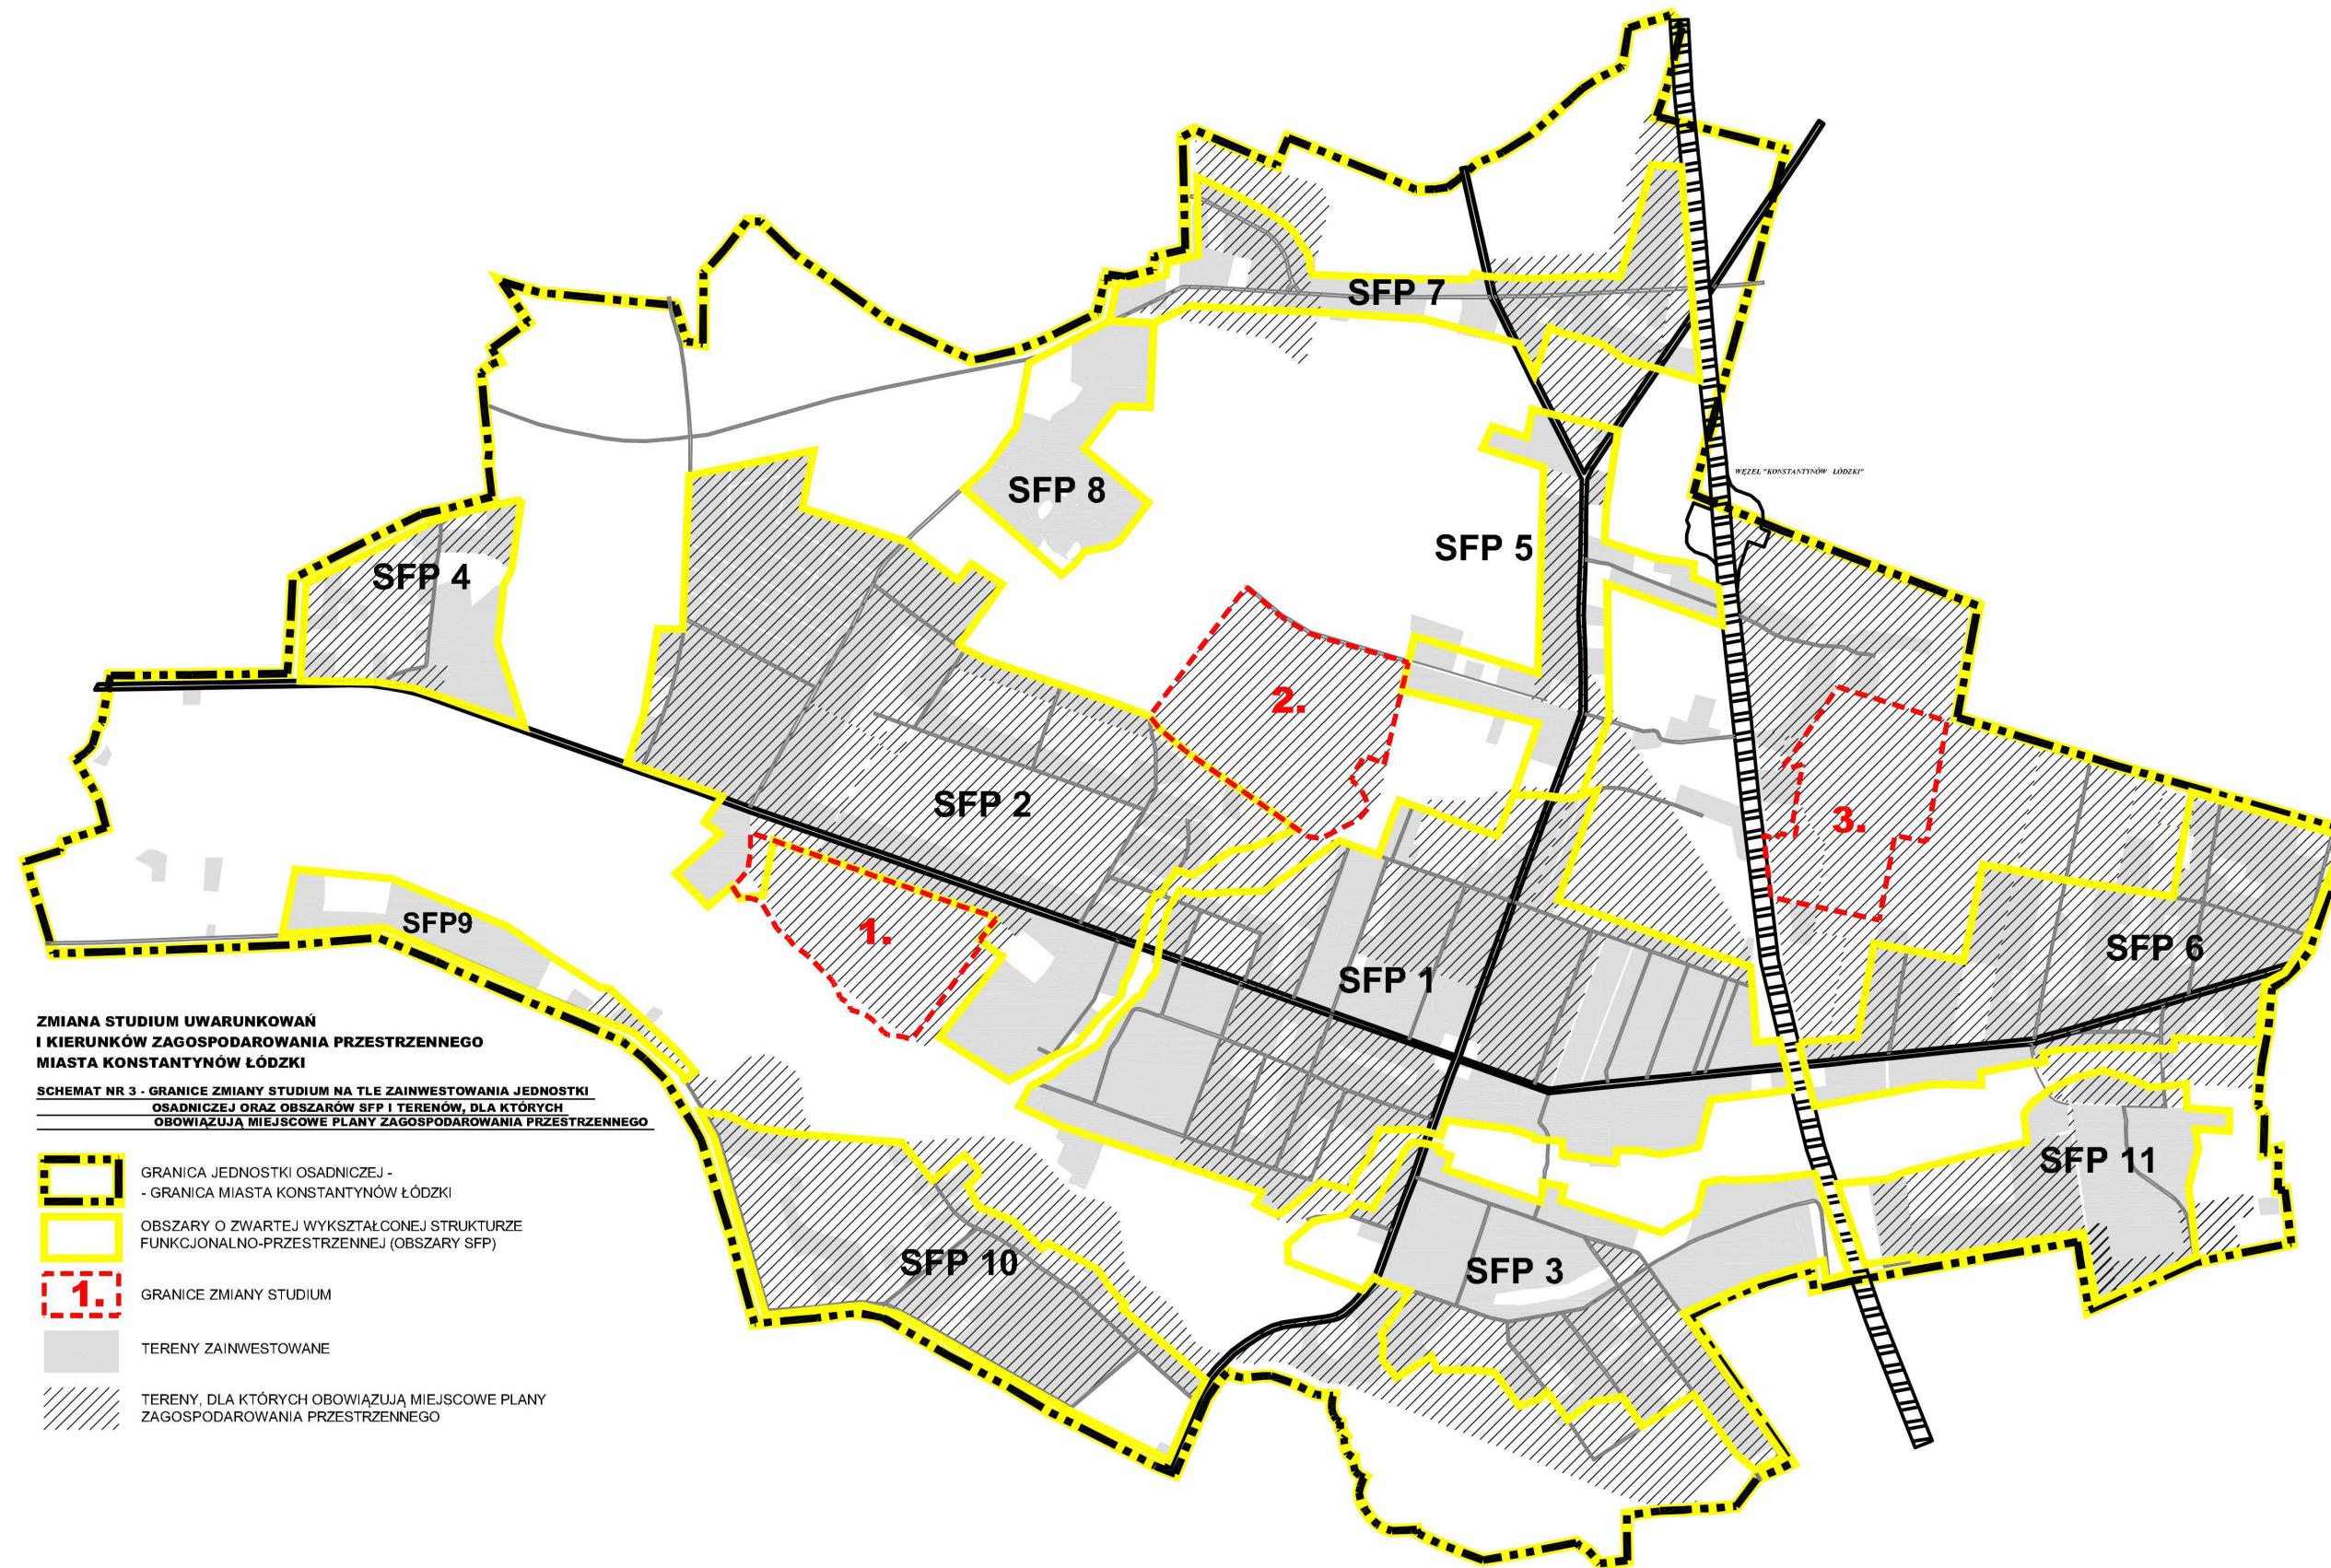 SFP 7
WĘZEŁ "KONSTANTYNÓW ŁÓDZKI"
SFP 8
SFP 5
SFP 4
2.
SFP 2
3.
1.
SFP9
SFP 6
SFP 1
SFP 11
SFP 10
SFP 3
ZMIANA STUDIUM UWARUNKOWAŃ
I KIERUNKÓW ZAGOSPODAROWANIA PRZESTRZENNEGO
MIASTA KONSTANTYNÓW ŁÓDZKI
SCHEMAT NR 3 - GRANICE ZMIANY STUDIUM NA TLE ZAINWESTOWANIA JEDNOSTKI
OSADNICZEJ ORAZ OBSZARÓW SFP I TERENÓW, DLA KTÓRYCH
OBOWIĄZUJĄ MIEJSCOWE PLANY ZAGOSPODAROWANIA PRZESTRZENNEGO
GRANICA JEDNOSTKI OSADNICZEJ -
- GRANICA MIASTA KONSTANTYNÓW ŁÓDZKI
OBSZARY O ZWARTEJ WYKSZTAŁCONEJ STRUKTURZE
FUNKCJONALNO-PRZESTRZENNEJ (OBSZARY SFP)
1.
GRANICE ZMIANY STUDIUM
TERENY ZAINWESTOWANE
TERENY, DLA KTÓRYCH OBOWIĄZUJĄ MIEJSCOWE PLANY
ZAGOSPODAROWANIA PRZESTRZENNEGO